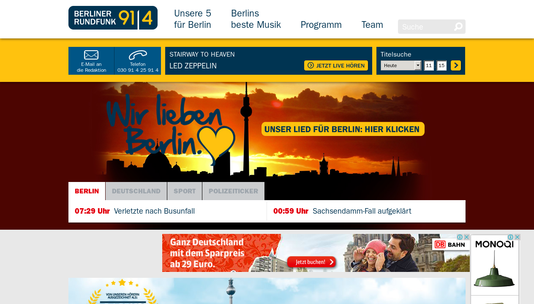 BERLINER
RUNDFUNK 91|4
Unsere 5
für Berlin
Berlins
beste Musik
Programm
Team
Suche
E-Mail an
die Redaktion
Telefon
030 91 4 25 91 4
STAIRWAY TO HEAVEN
LED ZEPPELIN
JETZT LIVE HÖREN
Titelsuche
Heute
11
15
Wir lieben
Berlin.
UNSER LIED FÜR BERLIN: HIER KLICKEN
BERLIN
DEUTSCHLAND
SPORT
POLIZEITICKER
07:29 Uhr Verletzte nach Busunfall
00:59 Uhr Sachsendamm-Fall aufgeklärt
Ganz Deutschland
mit dem Sparpreis
ab 29 Euro.
Jetzt buchen!
DB BAHN
MONOQI